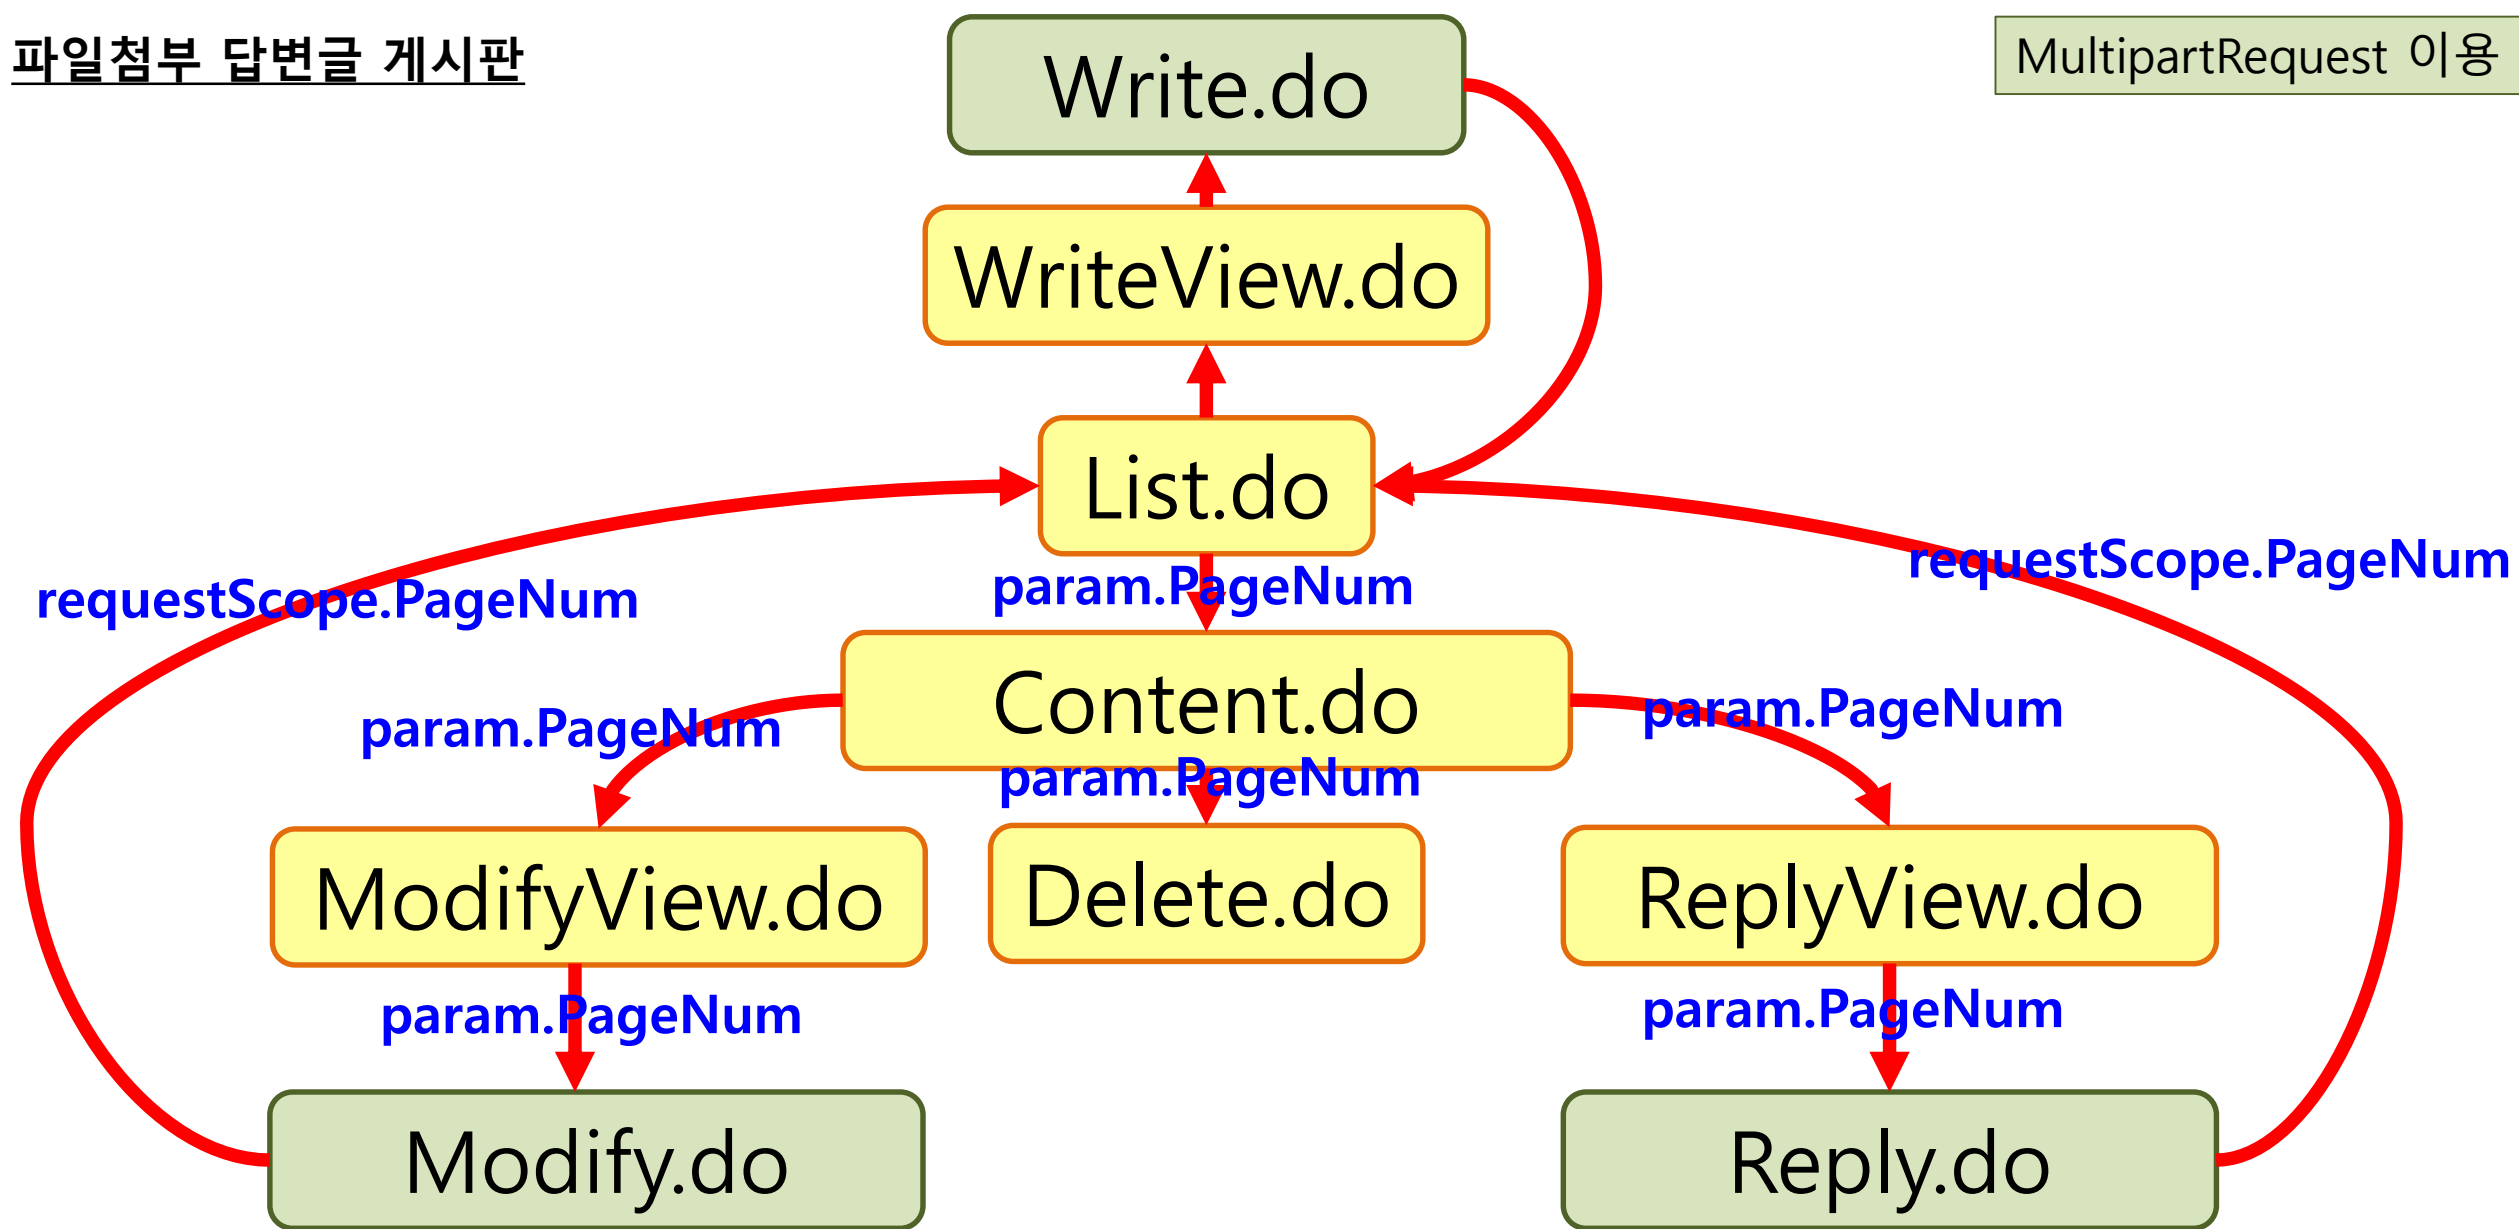 파일첨부 답변글 게시판
Write.do
MultipartRequest 이용
WriteView.do
List.do
requestScope.PageNum
param.PageNum
requestScope.PageNum
Content.do
param.PageNum
param.PageNum
param.PageNum
ModifyView.do
Delete.do
ReplyView.do
param.PageNum
param.PageNum
Modify.do
Reply.do